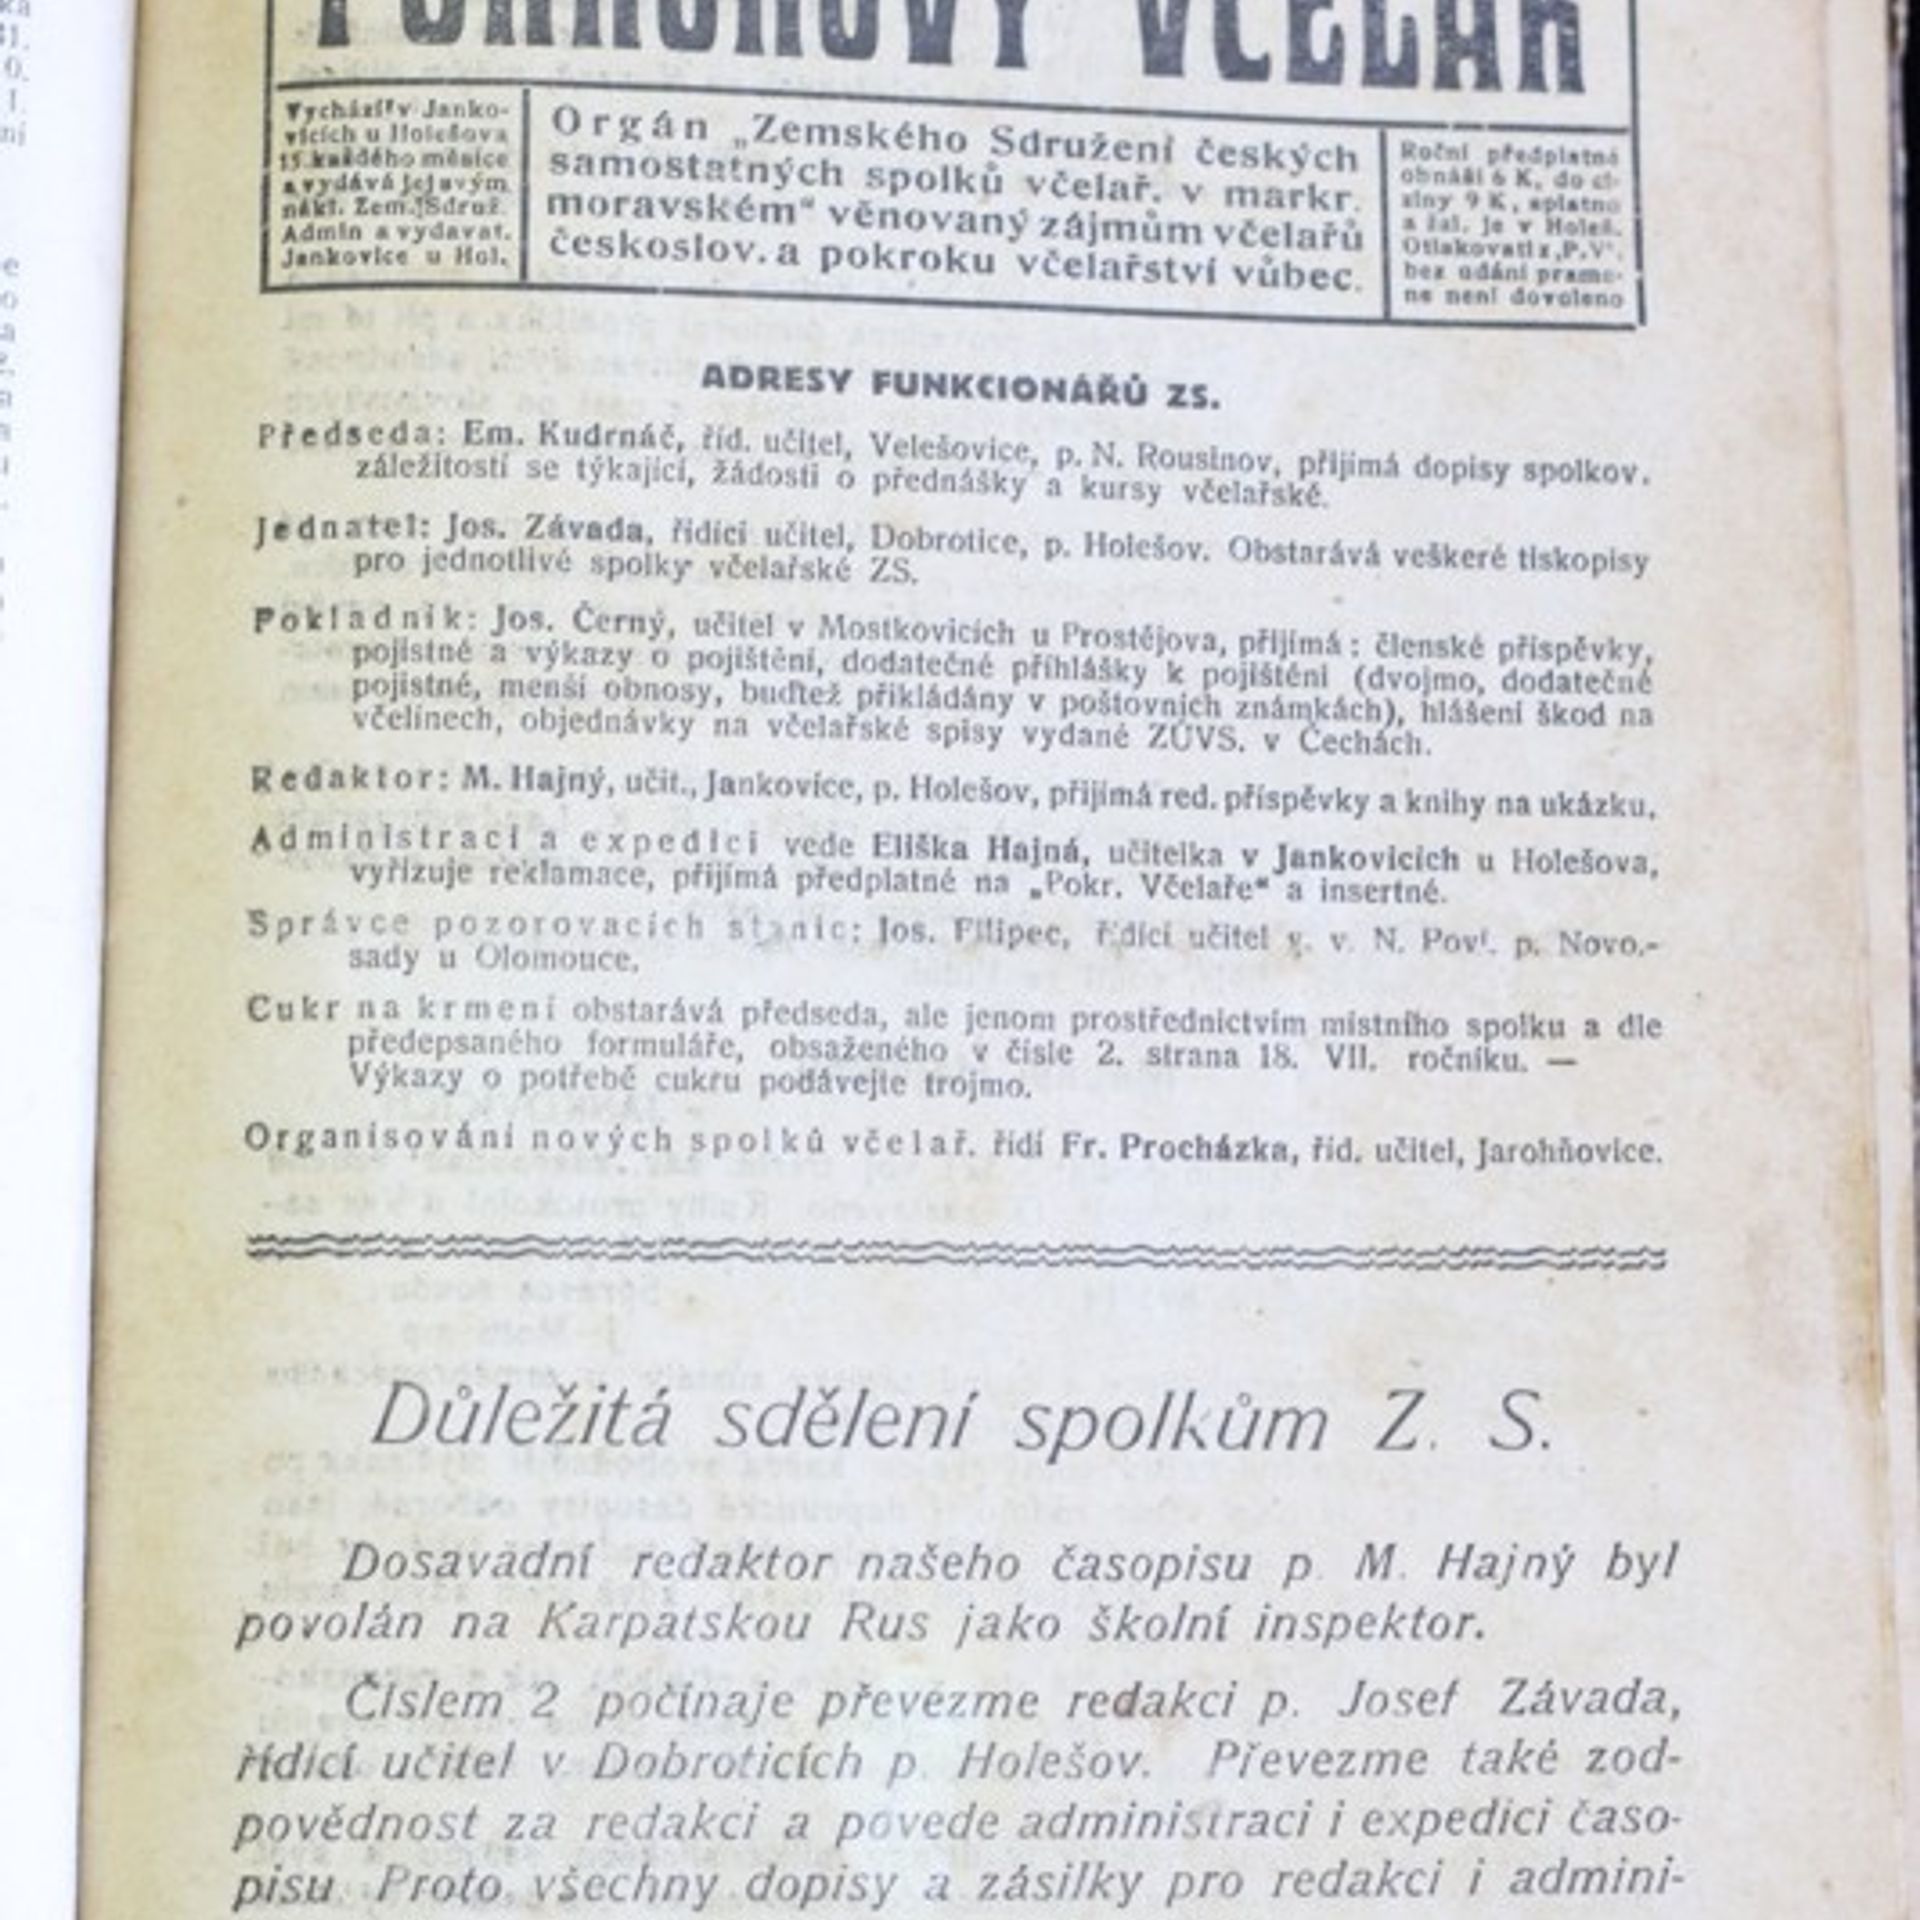 VČELAŘ
Vychází v Janko-
vicích u Holešova
15. každého měsíce
a vydává jej svým
nákl. Zem. Sdruž.
Admin a vydavat.
Jankovice u Hol.
Orgán „Zemského Sdružení českých
samostatných spolků včelař. v markr.
moravském“ věnovaný zájmům včelařů
českoslov. a pokroku včelařství vůbec.
Roční předplatné
obnáší 6 K, do ci-
ziny 9 K, splatno
a žal. je v Holeš.
Otiskovati z „P.V“.
bez udání prame-
ne není dovoleno
ADRESY FUNKCIONÁŘŮ ZS.
Předseda: Em. Kudrnáč, říd. učitel, Velešovice, p. N. Rousinov, přijímá dopisy spolkov.
záležitostí se týkající, žádosti o přednášky a kursy včelařské.
Jednatel: Jos. Závada, řídící učitel, Dobrotice, p. Holešov. Obstarává veškeré tiskopisy
pro jednotlivé spolky včelařské ZS.
Pokladník: Jos. Černý, učitel v Mostkovicích u Prostějova, přijímá: členské příspěvky,
pojistné a výkazy o pojištění, dodatečné přihlášky k pojištění (dvojmo, dodatečné
pojistné, menší obnosy, buďtež přikládány v poštovních známkách), hlášení škod na
včelínech, objednávky na včelařské spisy vydané ZÚVS. v Čechách.
Redaktor: M. Hajný, učit., Jankovice, p. Holešov, přijímá red. příspěvky a knihy na ukázku.
Administraci a expedici vede Eliška Hajná, učitelka v Jankovicích u Holešova,
vyřizuje reklamace, přijímá předplatné na „Pokr. Včelaře“ a insertné.
Správce pozorovacích stanic: Jos. Filipec, řídící učitel v. v. N. Pov. p. Novo.-
sady u Olomouce.
Cukr na krmení obstarává předseda, ale jenom prostřednictvím místního spolku a dle
předepsaného formuláře, obsaženého v čísle 2. strana 18. VII. ročníku. —
Výkazy o potřebě cukru podávejte trojmo.
Organisování nových spolků včelař. řídí Fr. Procházka, říd. učitel, Jarohňovice.
Důležitá sdělení spolkům Z. S.
Dosavadní redaktor našeho časopisu p. M. Hajný byl
povolán na Karpatskou Rus jako školní inspektor.
Číslem 2 počínaje převezme redakci p. Josef Závada,
řídící učitel v Dobroticích p. Holešov. Převezme také zod-
povědnost za redakci a povede administraci i expedici časo-
pisu. Proto všechny dopisy a zásilky pro redakci i admini-